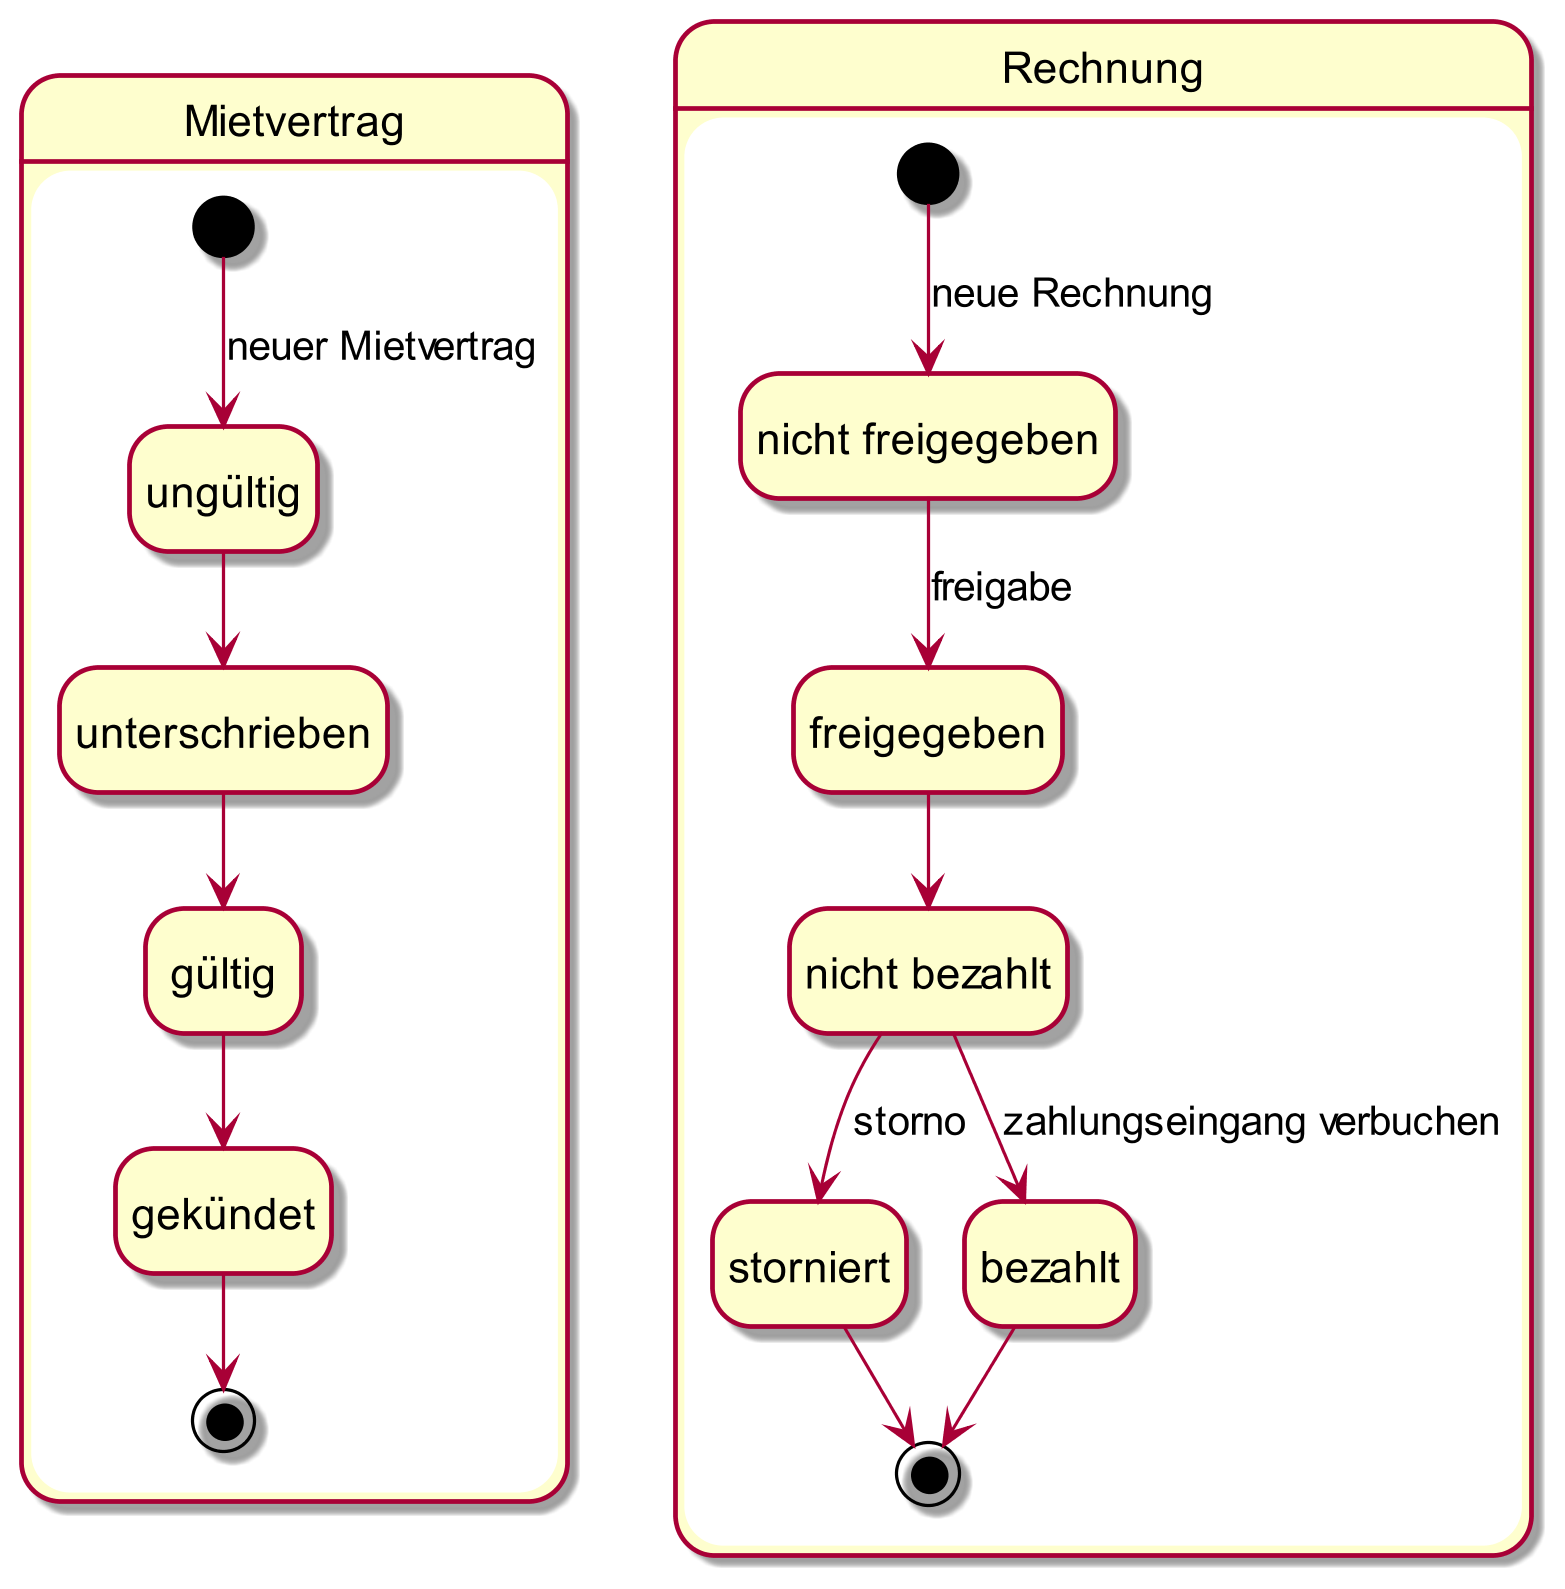 Mietvertrag
neuer Mietvertrag
ungültig
unterschrieben
gültig
gekündet
Rechnung
neue Rechnung
nicht freigegeben
freigabe
freigegeben
nicht bezahlt
storno
zahlungseingang verbuchen
storniert
bezahlt